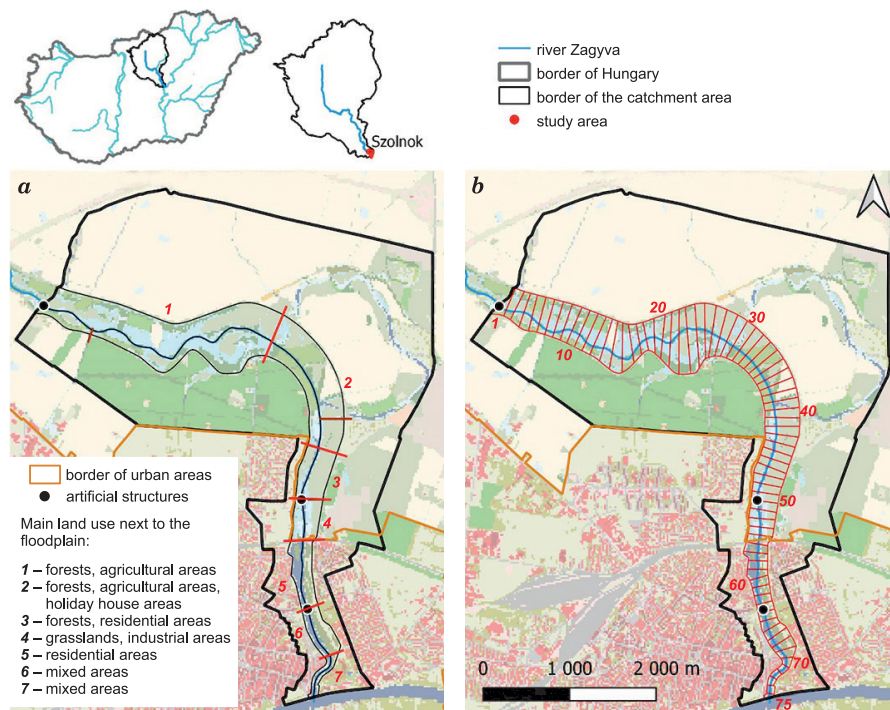 river Zagyva
border of Hungary
border of the catchment area
study area
Szolnok
a
1
2
3
4
5
6
7
border of urban areas
artificial structures
Main land use next to the
floodplain:
1 – forests, agricultural areas
2 – forests, agricultural areas,
holiday house areas
3 – forests, residential areas
4 – grasslands, industrial areas
5 – residential areas
6 – mixed areas
7 – mixed areas
b
1
10
20
30
40
50
60
70
75
0 1 000 2 000 m